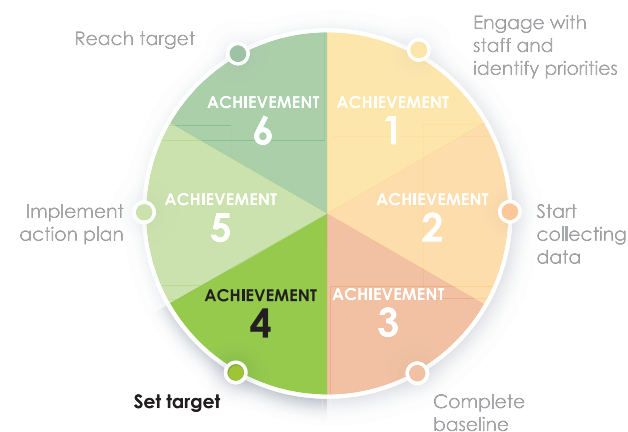 Engage with
staff and
identify priorities
ACHIEVEMENT
1
ACHIEVEMENT
2
Start
collecting
data
ACHIEVEMENT
3
Complete
baseline
ACHIEVEMENT
4
Set target
ACHIEVEMENT
5
Implement
action plan
ACHIEVEMENT
6
Reach target